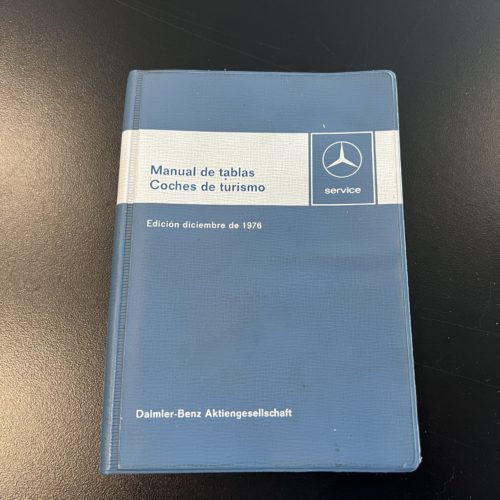 Manual de tablas
Coches de turismo
service
Edición diciembre de 1976
Daimler-Benz Aktiengesellschaft